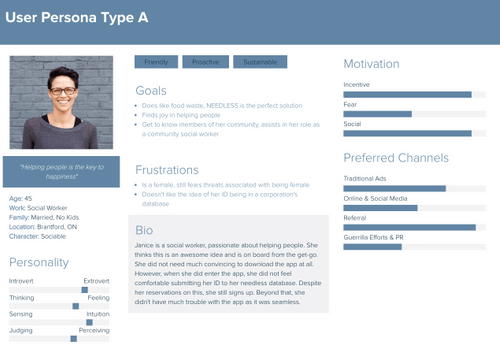 User Persona Type A
Friendly
Proactive
Sustainable
"Helping people is the key to
happiness"
Age: 45
Work: Social Worker
Family: Married, No Kids
Location: Brantford, ON
Character: Sociable
Personality
Introvert Extrovert
Thinking Feeling
Sensing Intuition
Judging Perceiving
Goals
Does like food waste, NEEDLESS is the perfect solution
Finds joy in helping people
Get to know members of her community, assists in her role as
a community social worker
Frustrations
Is a female, still fears threats associated with being female
Doesn't like the idea of her ID being in a corporation's
database
Bio
Janice is a social worker, passionate about helping people. She
thinks this is an awesome idea and is on board from the get-go.
She did not need much convincing to download the app at all.
However, when she did enter the app, she did not feel
comfortable submitting her ID to her needless database. Despite
her reservations on this, she still signs up. Beyond that, she
didn't have much trouble with the app as it was seamless.
Motivation
Incentive
Fear
Social
Preferred Channels
Traditional Ads
Online & Social Media
Referral
Guerrilla Efforts & PR